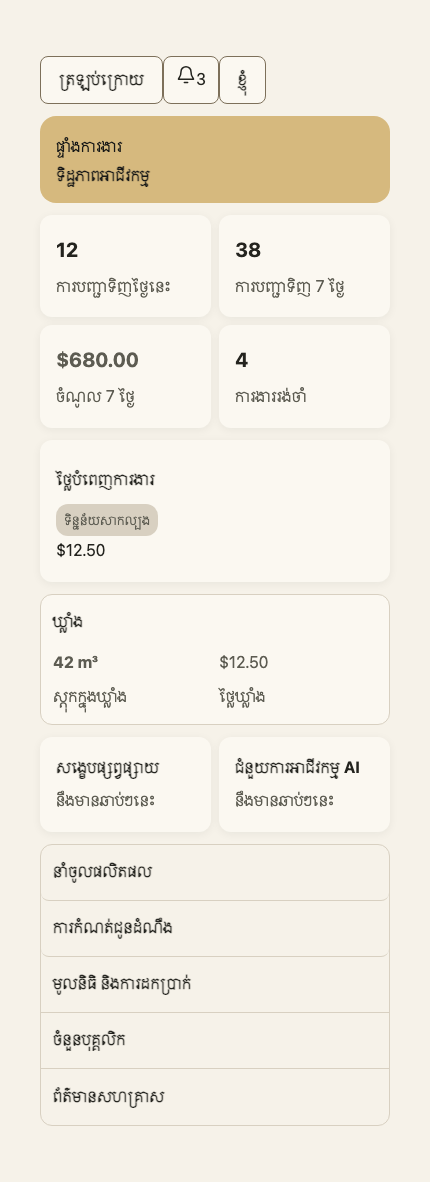 ត្រឡប់ក្រោយ
3
ខ្ញុំ
ផ្ទាំងការងារ
ទិដ្ឋភាពអាជីវកម្ម
12
ការបញ្ជាទិញថ្ងៃនេះ
38
ការបញ្ជាទិញ 7 ថ្ងៃ
$680.00
ចំណូល 7 ថ្ងៃ
4
ការងាររង់ចាំ
ថ្លៃបំពេញការងារ
ទិន្នន័យសាកល្បង
$12.50
ឃ្លាំង
42 m³
ស្តុកក្នុងឃ្លាំង
$12.50
ថ្លៃឃ្លាំង
សង្ខេបផ្សព្វផ្សាយ
នឹងមានឆាប់ៗនេះ
ជំនួយការអាជីវកម្ម AI
នឹងមានឆាប់ៗនេះ
នាំចូលផលិតផល
ការកំណត់ជូនដំណឹង
មូលនិធិ និងការដកប្រាក់
ចំនួនបុគ្គលិក
ព័ត៌មានសហគ្រាស